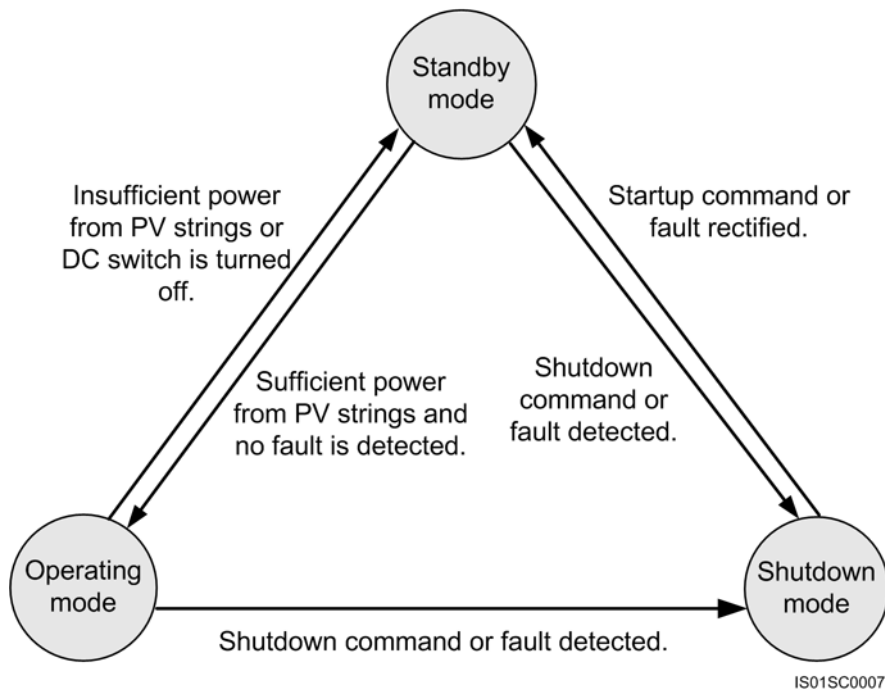 Standby
mode
Insufficient power
from PV strings or
DC switch is turned
off.
Startup command or
fault rectified.
Sufficient power
from PV strings and
no fault is detected.
Shutdown
command or
fault detected.
Operating
mode
Shutdown
mode
Shutdown command or fault detected.
IS01SC0007